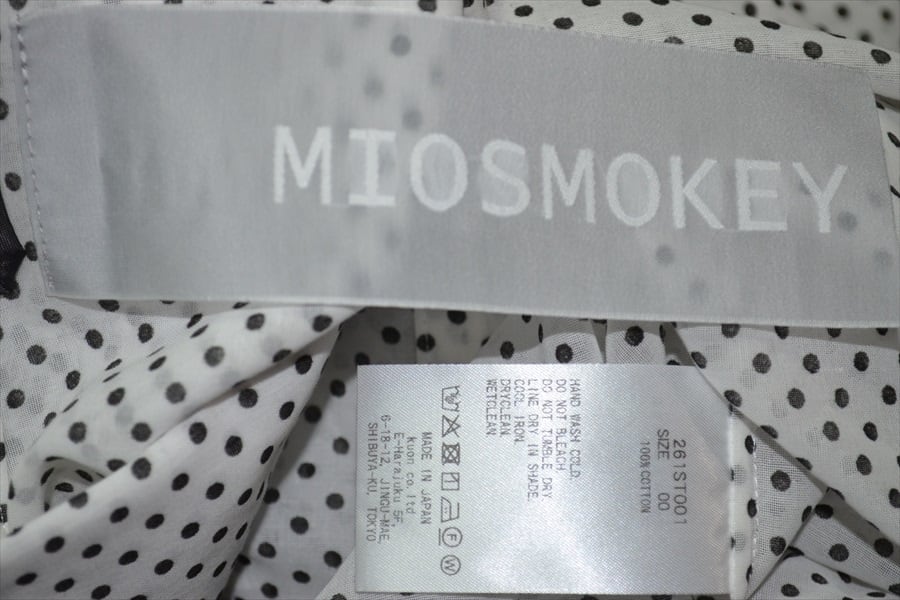 MIOSMOKEY
261ST001
SIZE 00
100%COTTON
HAND WASH COLD.
DO NOT BLEACH.
DO NOT TUMBLE DRY
LINE DRY IN SHADE.
COOL IRON.
DRYCLEAN.
WETCLEAN.
F W
MADE IN JAPAN
kuon co.ltd
E-Harajuku 5F,
6-18-12, JINGU-MAE,
SHIBUYA-KU, TOKYO